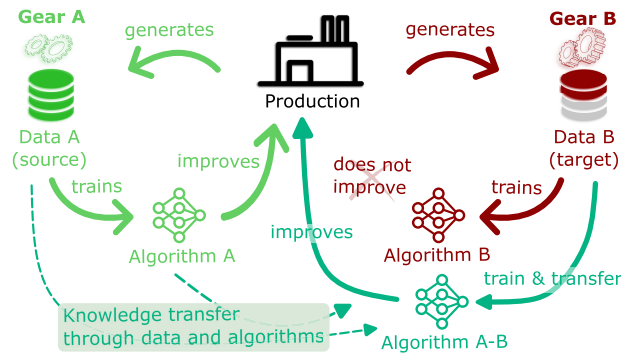 Gear A
generates
generates
Gear B
Production
Data A
(source)
Data B
(target)
improves
does not
improve
trains
trains
Algorithm A
improves
Algorithm B
train & transfer
Knowledge transfer
through data and algorithms
Algorithm A-B